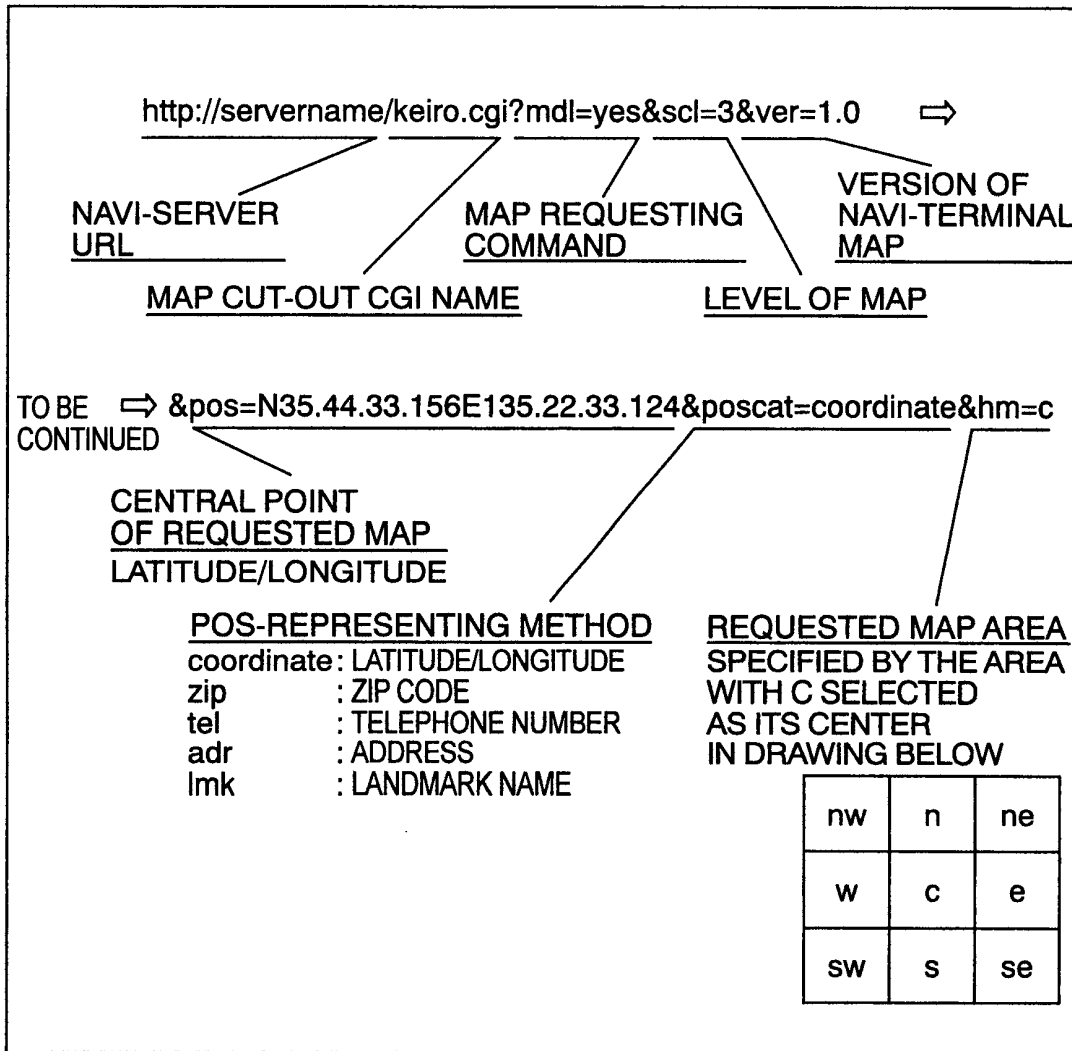 http://servername/keiro.cgi?mdl=yes&scl=3&ver=1.0 ⇨
NAVI-SERVER
URL
MAP REQUESTING
COMMAND
VERSION OF
NAVI-TERMINAL
MAP
MAP CUT-OUT CGI NAME
LEVEL OF MAP
TO BE
CONTINUED
⇨ &pos=N35.44.33.156E135.22.33.124&poscat=coordinate&hm=c
CENTRAL POINT
OF REQUESTED MAP
LATITUDE/LONGITUDE
POS-REPRESENTING METHOD
coordinate: LATITUDE/LONGITUDE
zip : ZIP CODE
tel : TELEPHONE NUMBER
adr : ADDRESS
lmk : LANDMARK NAME
REQUESTED MAP AREA
SPECIFIED BY THE AREA
WITH C SELECTED
AS ITS CENTER
IN DRAWING BELOW
nw n ne
w c e
sw s se